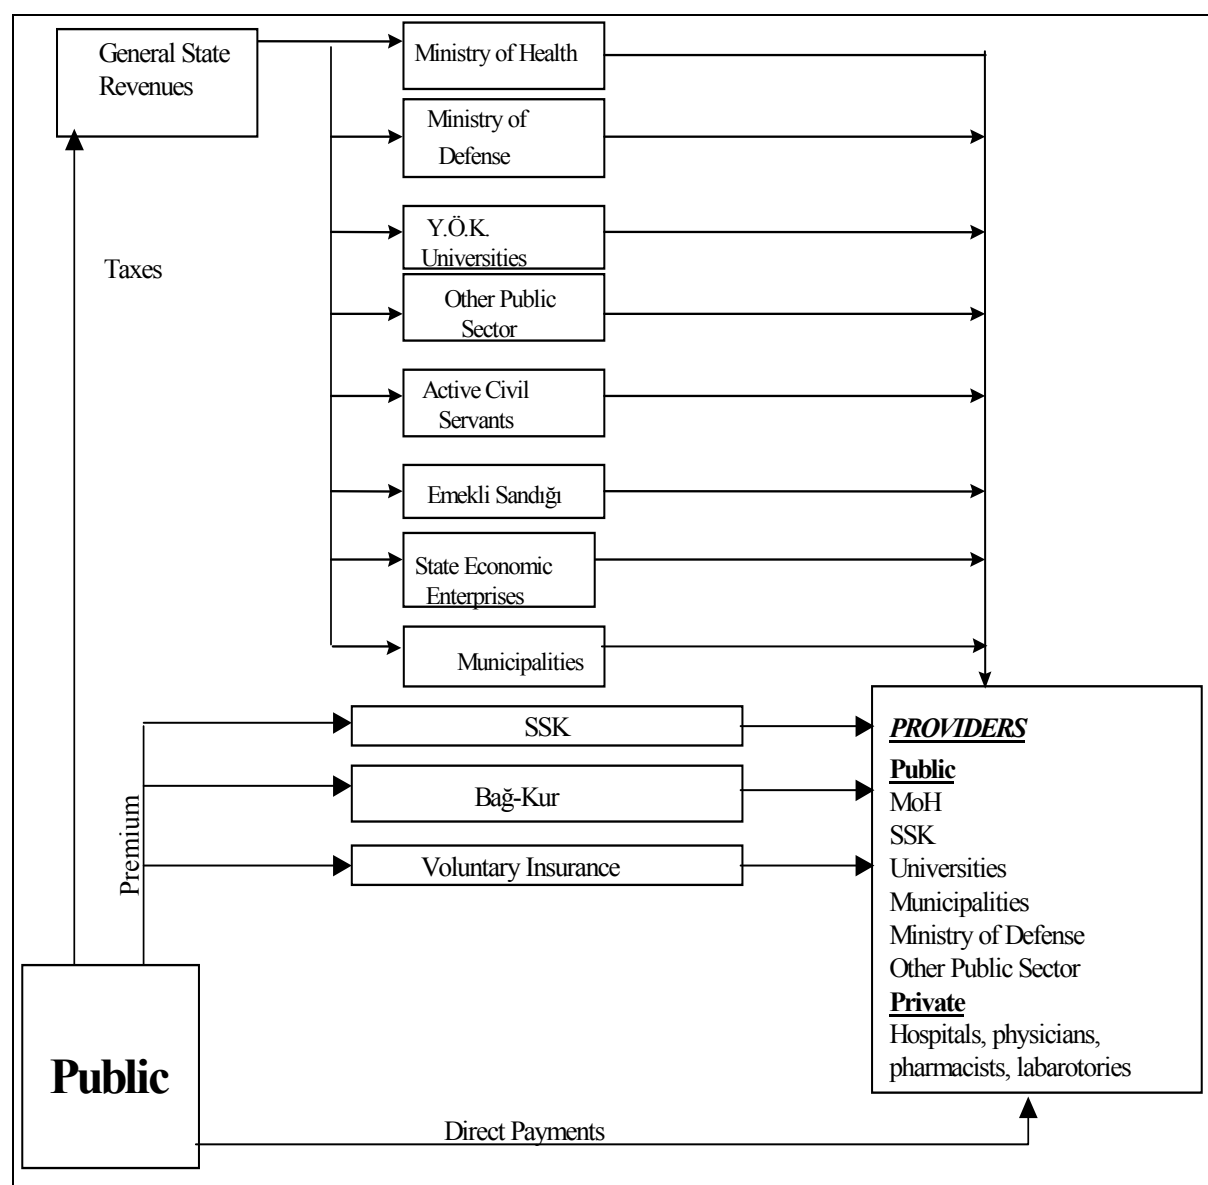 General State
Revenues
Ministry of Health
Ministry of
Defense
Y.Ö.K.
Universities
Taxes
Other Public
Sector
Active Civil
Servants
Emekli Sandığı
State Economic
Enterprises
Municipalities
SSK
Bağ-Kur
Voluntary Insurance
Premium
PROVIDERS
Public
MoH
SSK
Universities
Municipalities
Ministry of Defense
Other Public Sector
Private
Hospitals, physicians,
pharmacists, labarotories
Public
Direct Payments